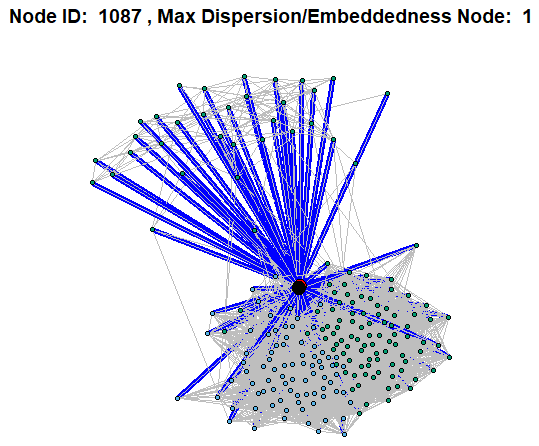 Node ID:  1087 , Max Dispersion/Embeddedness Node:  1